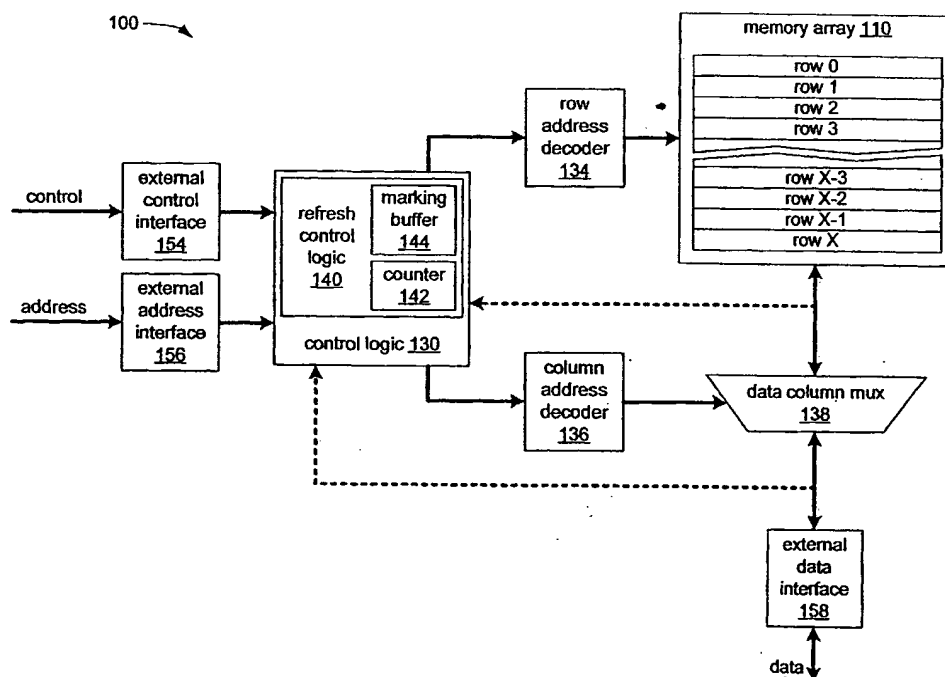 100
memory array 110
row 0
row 1
row 2
row 3
row X-3
row X-2
row X-1
row X
row
address
decoder
134
control
external
control
interface
154
refresh
control
logic
140
marking
buffer
144
counter
142
control logic 130
address
external
address
interface
156
column
address
decoder
136
data column mux
138
external
data
interface
158
data